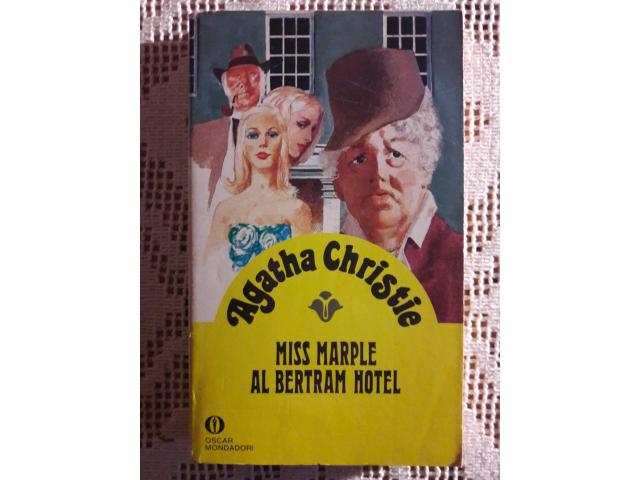 Agatha Christie
MISS MARPLE
AL BERTRAM HOTEL
OSCAR
MONDADORI